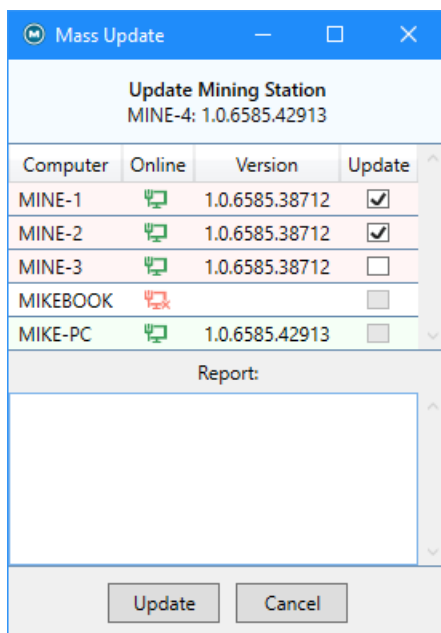 Mass Update
Update Mining Station
MINE-4: 1.0.6585.42913
Computer Online Version Update
MINE-1 1.0.6585.38712
MINE-2 1.0.6585.38712
MINE-3 1.0.6585.38712
MIKEBOOK
MIKE-PC 1.0.6585.42913
Report:
Update Cancel